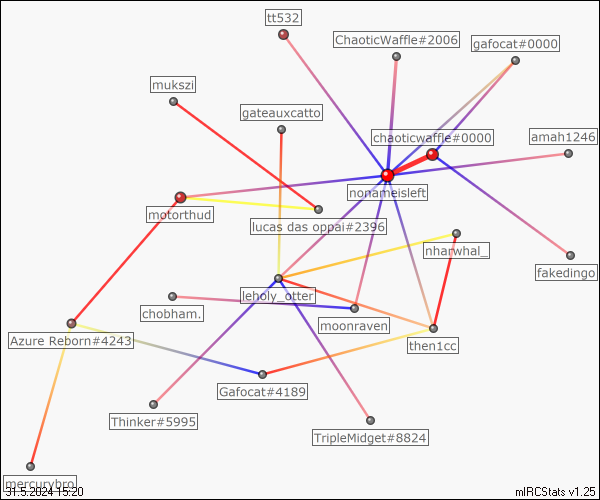 tt532
ChaoticWaffle#2006
gafocat#0000
mukszi
gateauxcatto
chaoticwaffle#0000
amah1246
nonameisleft
motorthud
lucas das oppai#2396
nharwhal_
fakedingo
leholy_otter
chobham.
moonraven
Azure Reborn#4243
then1cc
Gafocat#4189
Thinker#5995
TripleMidget#8824
mercurybro
31.5.2024 15:20
mIRCStats v1.25